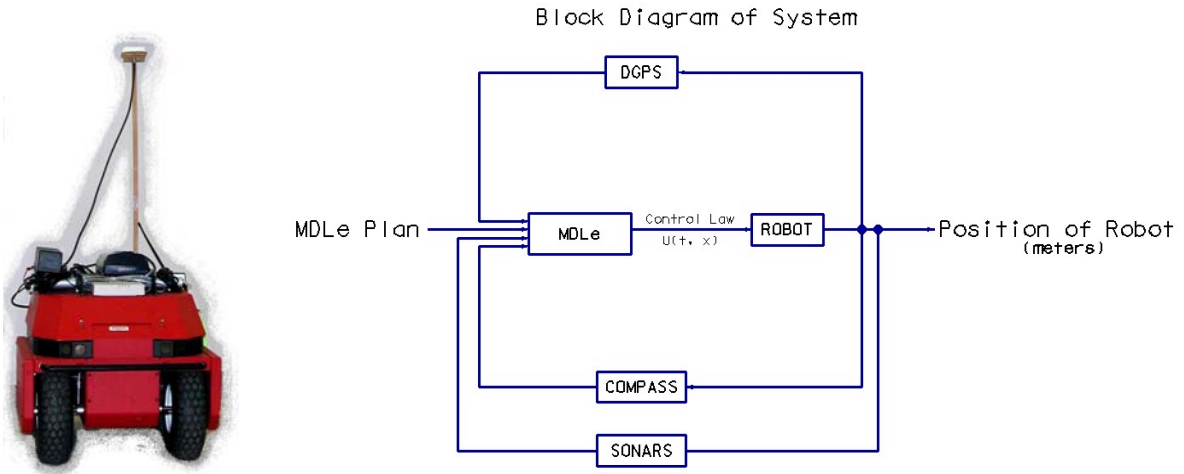 Block Diagram of System
DGPS
MDLe Plan
MDLe
Control Law
U(t, x)
ROBOT
Position of Robot
(meters)
COMPASS
SONARS